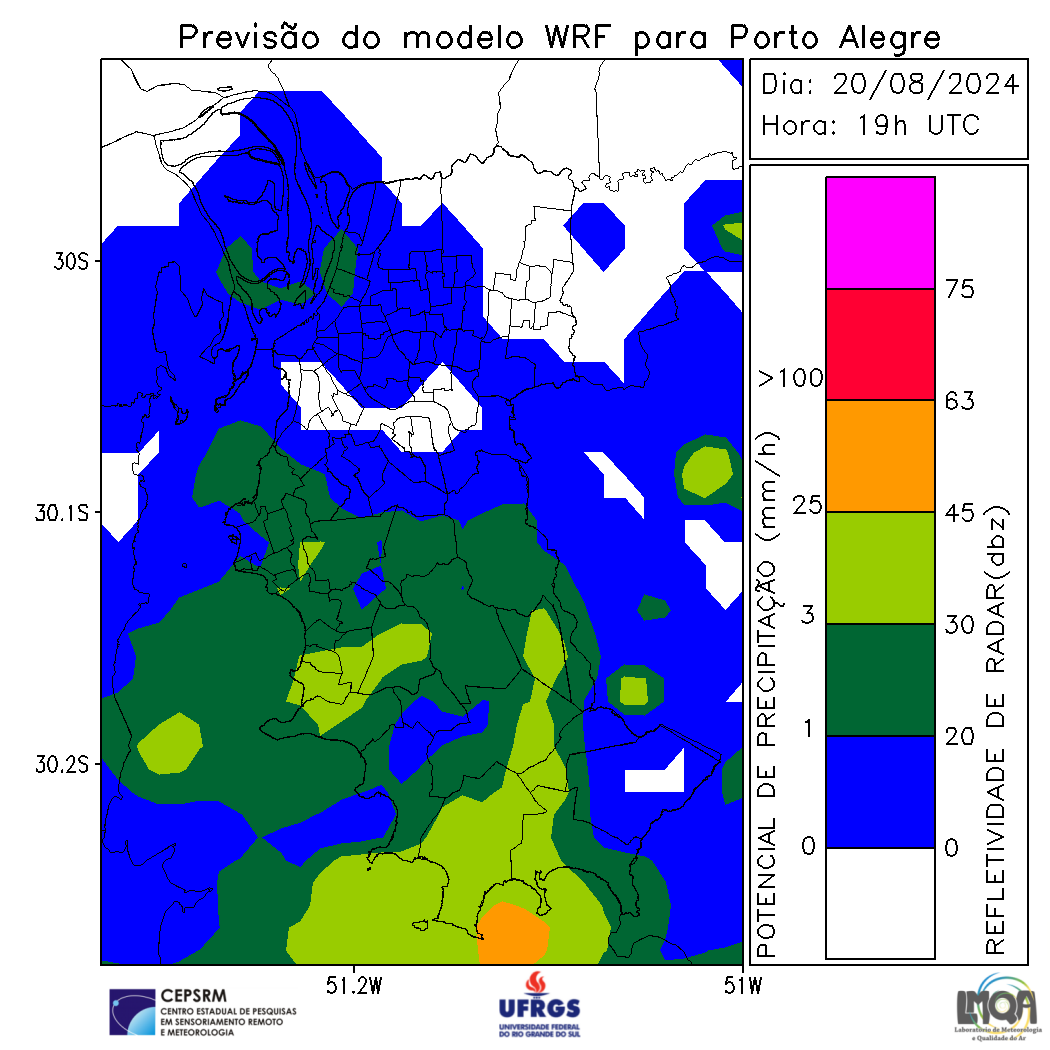 Previsão do modelo WRF para Porto Alegre
Dia: 20/08/2024
Hora: 19h UTC
30S
30.1S
30.2S
51.2W
51W
POTENCIAL DE PRECIPITAÇÃO (mm/h)
>100
25
3
1
0
75
63
45
30
20
0
REFLETIVIDADE DE RADAR(dbz)
CEPSRM
CENTRO ESTADUAL DE PESQUISAS
EM SENSORIAMENTO REMOTO
E METEOROLOGIA
UFRGS
UNIVERSIDADE FEDERAL
DO RIO GRANDE DO SUL
LMQA
Laboratório de Meteorologia
e Qualidade do Ar